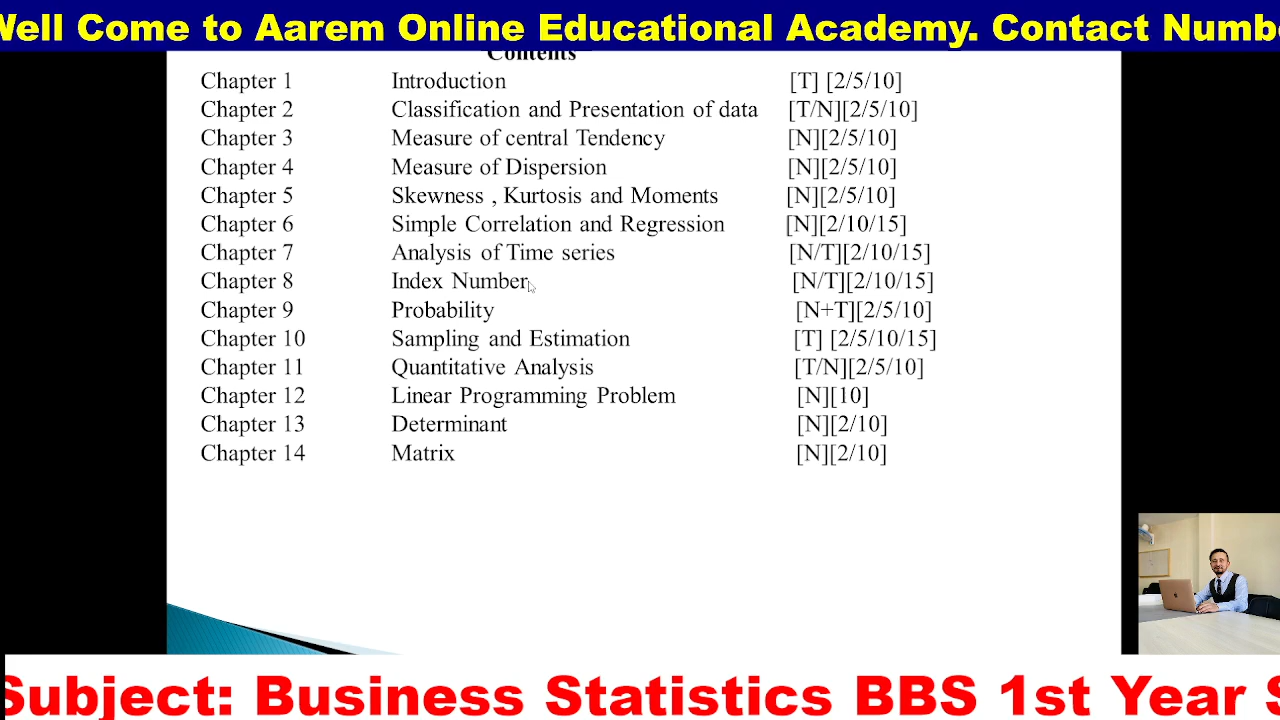 Well Come to Aarem Online Educational Academy. Contact
Contents
Chapter 1 Introduction [T] [2/5/10]
Chapter 2 Classification and Presentation of data [T/N][2/5/10]
Chapter 3 Measure of central Tendency [N][2/5/10]
Chapter 4 Measure of Dispersion [N][2/5/10]
Chapter 5 Skewness , Kurtosis and Moments [N][2/5/10]
Chapter 6 Simple Correlation and Regression [N][2/10/15]
Chapter 7 Analysis of Time series [N/T][2/10/15]
Chapter 8 Index Number [N/T][2/10/15]
Chapter 9 Probability [N+T][2/5/10]
Chapter 10 Sampling and Estimation [T] [2/5/10/15]
Chapter 11 Quantitative Analysis [T/N][2/5/10]
Chapter 12 Linear Programming Problem [N][10]
Chapter 13 Determinant [N][2/10]
Chapter 14 Matrix [N][2/10]
Subject: Business Statistics BBS 1st Year